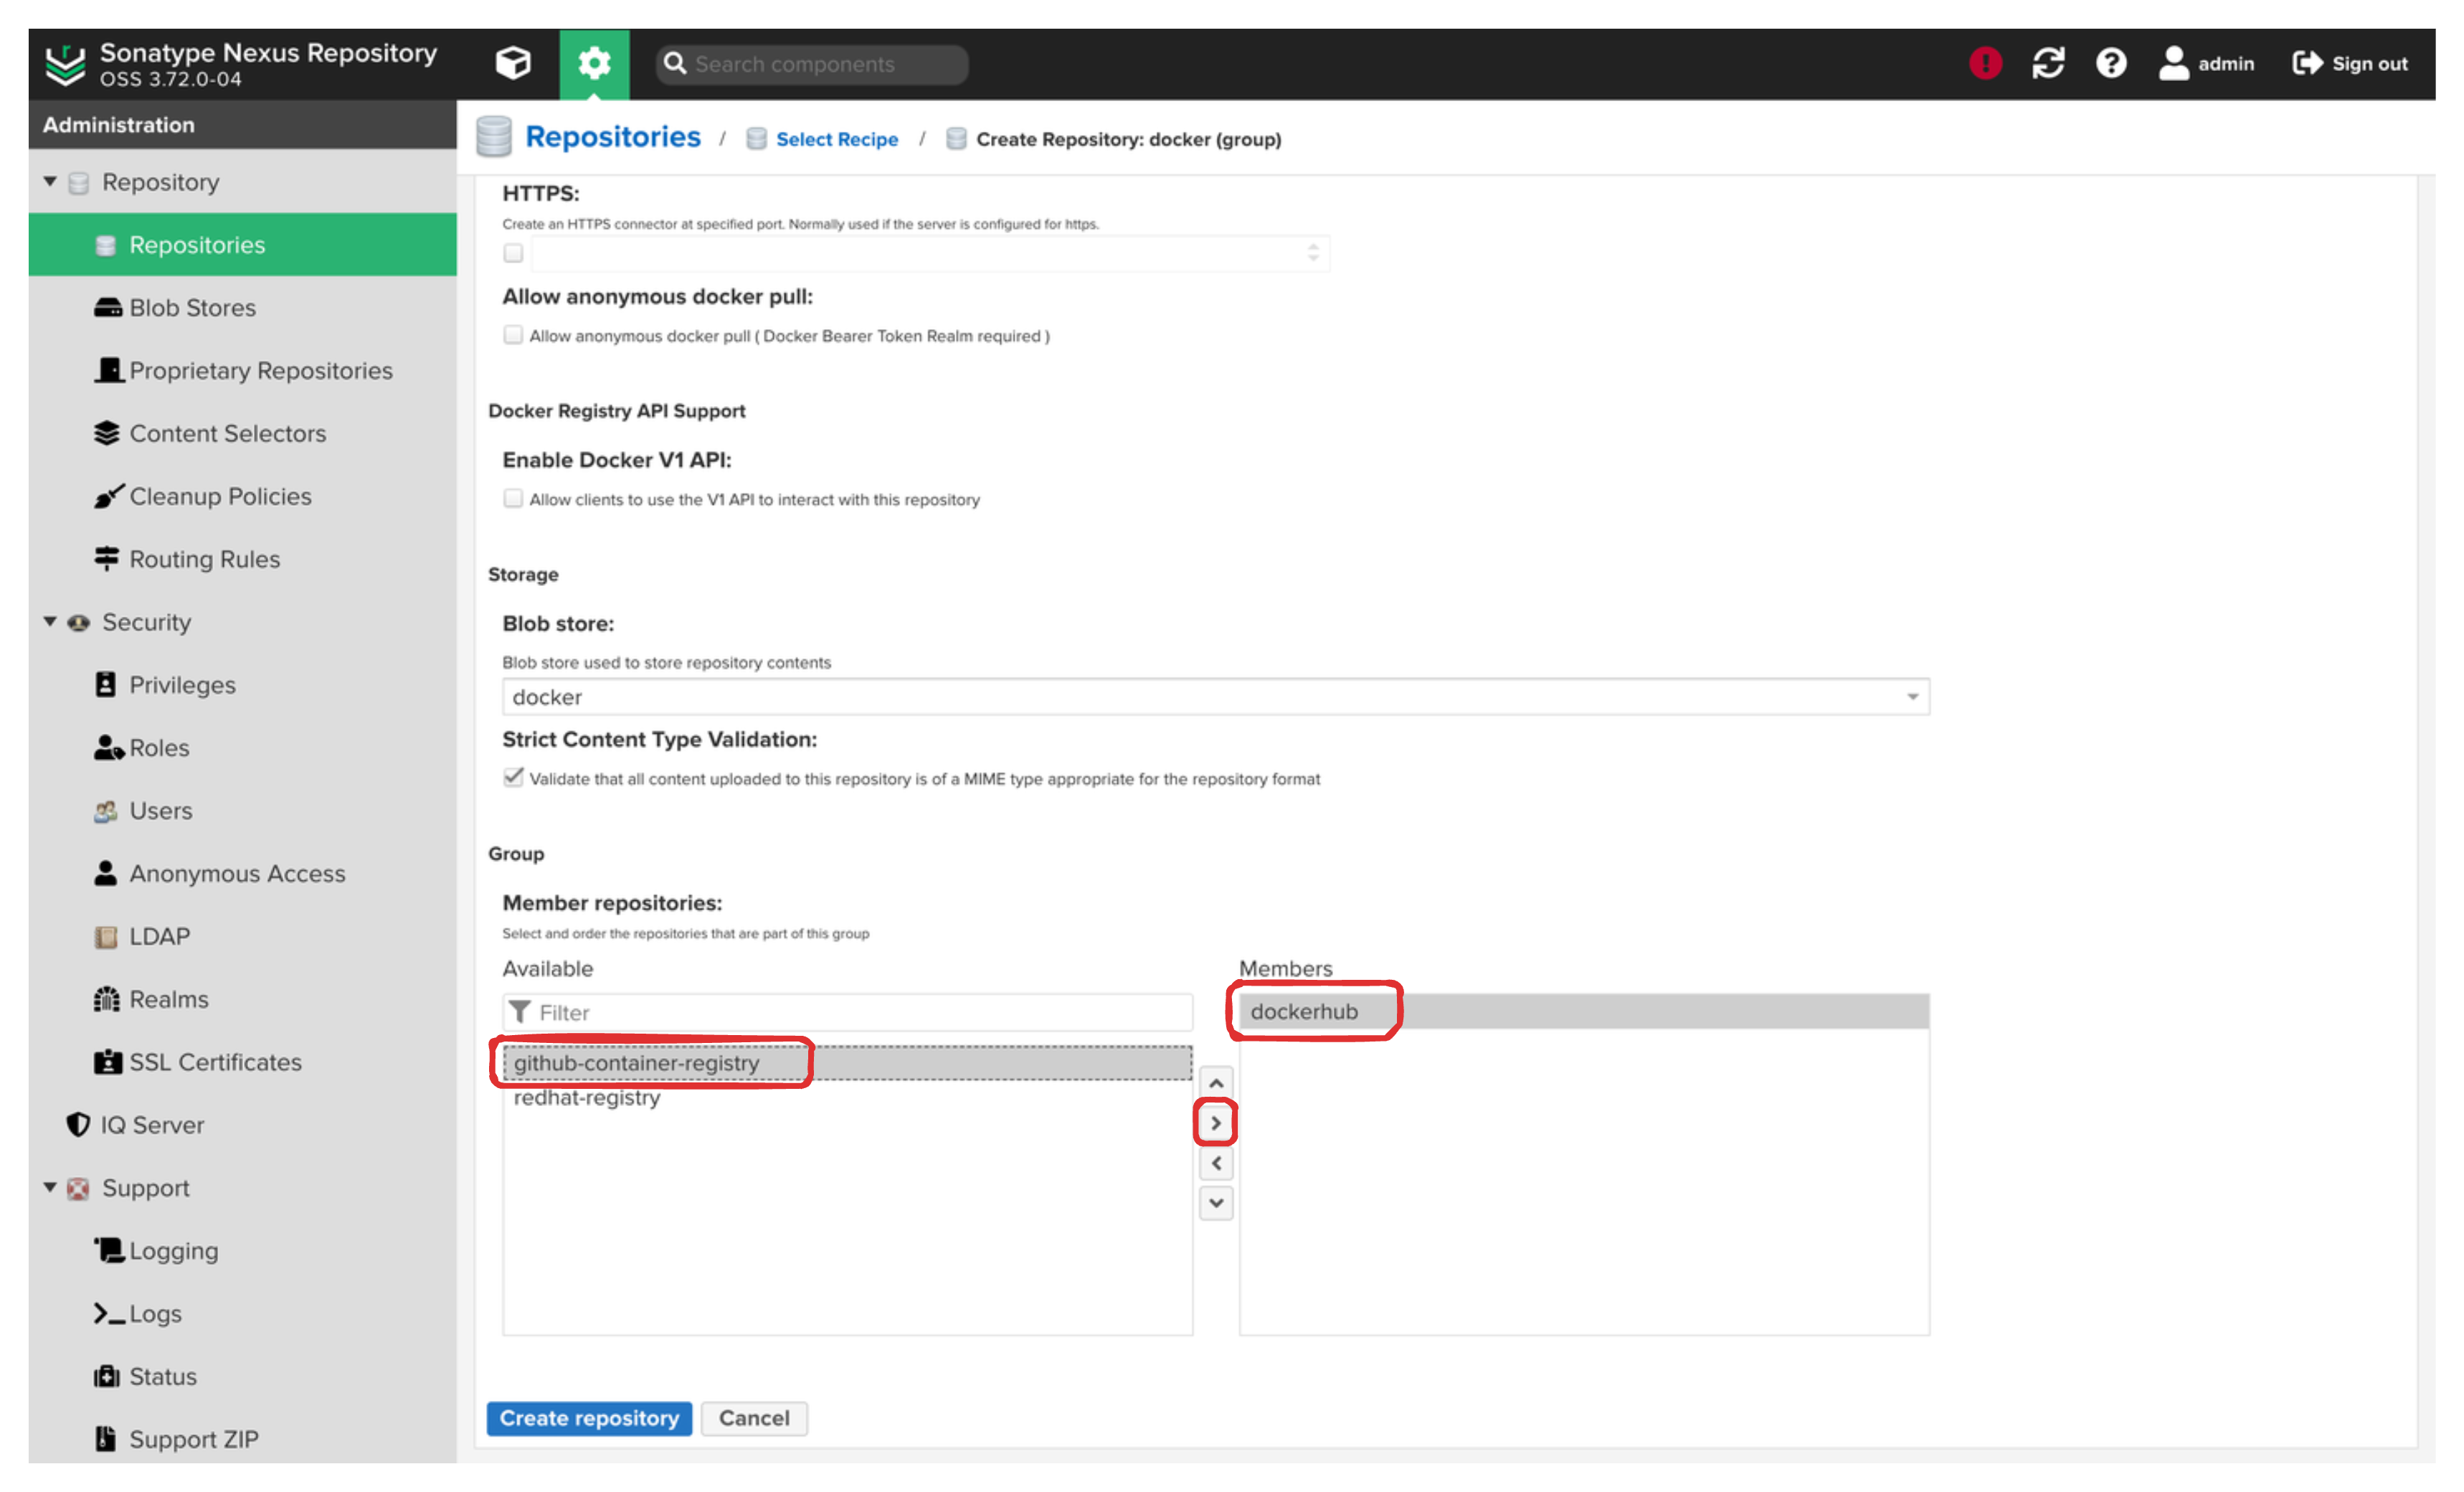 Sonatype Nexus Repository
OSS 3.72.0-04
Search components
admin
Sign out
Administration
Repository
Repositories
Blob Stores
Proprietary Repositories
Content Selectors
Cleanup Policies
Routing Rules
Security
Privileges
Roles
Users
Anonymous Access
LDAP
Realms
SSL Certificates
IQ Server
Support
Logging
Logs
Status
Support ZIP
Repositories / Select Recipe / Create Repository: docker (group)
HTTPS:
Create an HTTPS connector at specified port. Normally used if the server is configured for https.
Allow anonymous docker pull:
Allow anonymous docker pull ( Docker Bearer Token Realm required )
Docker Registry API Support
Enable Docker V1 API:
Allow clients to use the V1 API to interact with this repository
Storage
Blob store:
Blob store used to store repository contents
docker
Strict Content Type Validation:
Validate that all content uploaded to this repository is of a MIME type appropriate for the repository format
Group
Member repositories:
Select and order the repositories that are part of this group
Available
Filter
github-container-registry
redhat-registry
Members
dockerhub
Create repository
Cancel